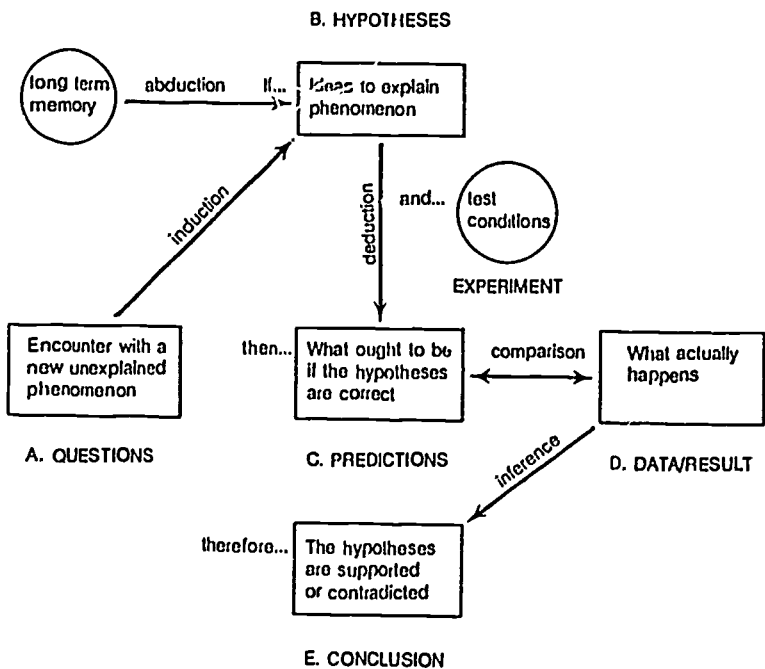 B. HYPOTHESES
long term
memory
abduction
If...
Ideas to explain
phenomenon
induction
deduction
and...
test
conditions
EXPERIMENT
Encounter with a
new unexplained
phenomenon
then...
What ought to be
if the hypotheses
are correct
comparison
What actually
happens
A. QUESTIONS
C. PREDICTIONS
inference
D. DATA/RESULT
therefore...
The hypotheses
are supported
or contradicted
E. CONCLUSION